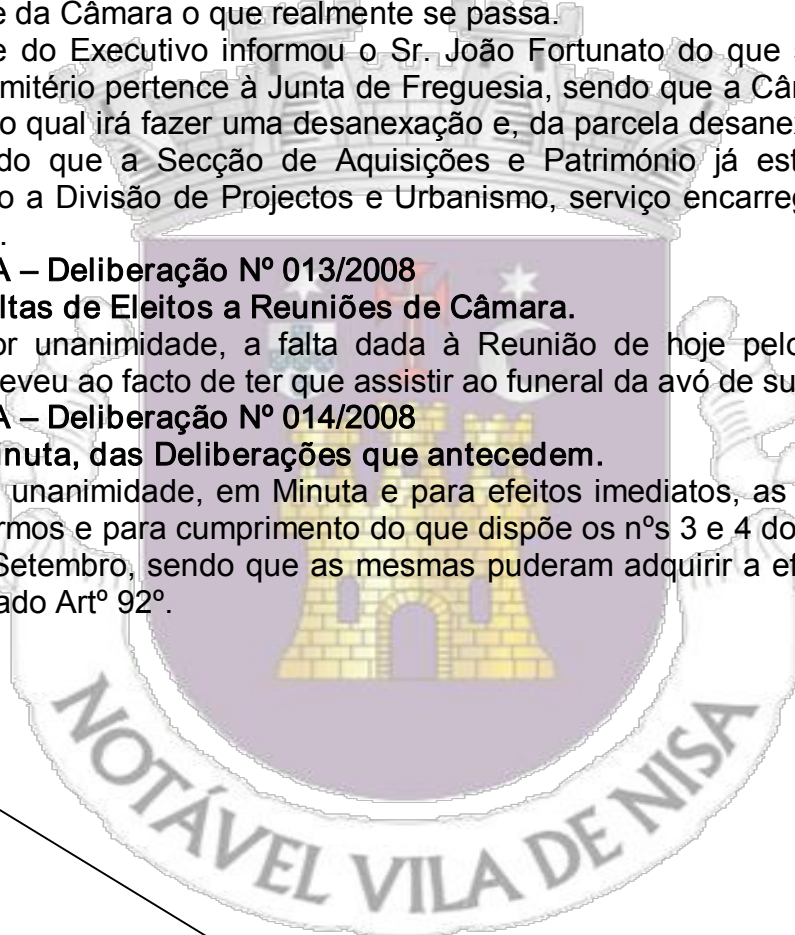 e da Câmara o que realmente se passa.
e do Executivo informou o Sr. João Fortunato do que s
mitério pertence à Junta de Freguesia, sendo que a Câ
o qual irá fazer uma desanexação e, da parcela desane
do que a Secção de Aquisições e Património já est
o a Divisão de Projectos e Urbanismo, serviço encarre
.
A – Deliberação Nº 013/2008
ltas de Eleitos a Reuniões de Câmara.
or unanimidade, a falta dada à Reunião de hoje pelo
eveu ao facto de ter que assistir ao funeral da avó de su
A – Deliberação Nº 014/2008
nuta, das Deliberações que antecedem.
unanimidade, em Minuta e para efeitos imediatos, as
rmos e para cumprimento do que dispõe os nºs 3 e 4 do
Setembro, sendo que as mesmas puderam adquirir a ef
ado Artº 92º.
NOTÁVEL VILA DE NISA